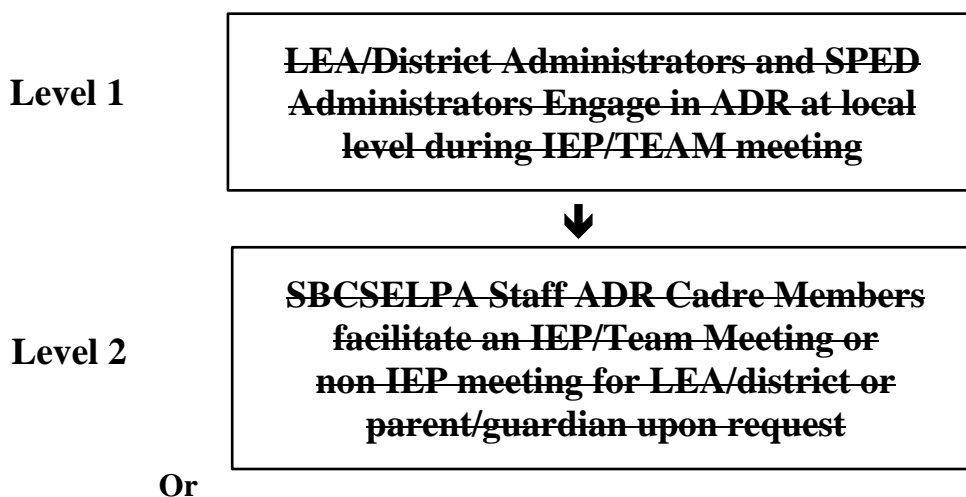 Level 1
LEA/District Administrators and SPED
Administrators Engage in ADR at local
level during IEP/TEAM meeting
Level 2
SBCSELPA Staff ADR Cadre Members
facilitate an IEP/Team Meeting or
non IEP meeting for LEA/district or
parent/guardian upon request
Or